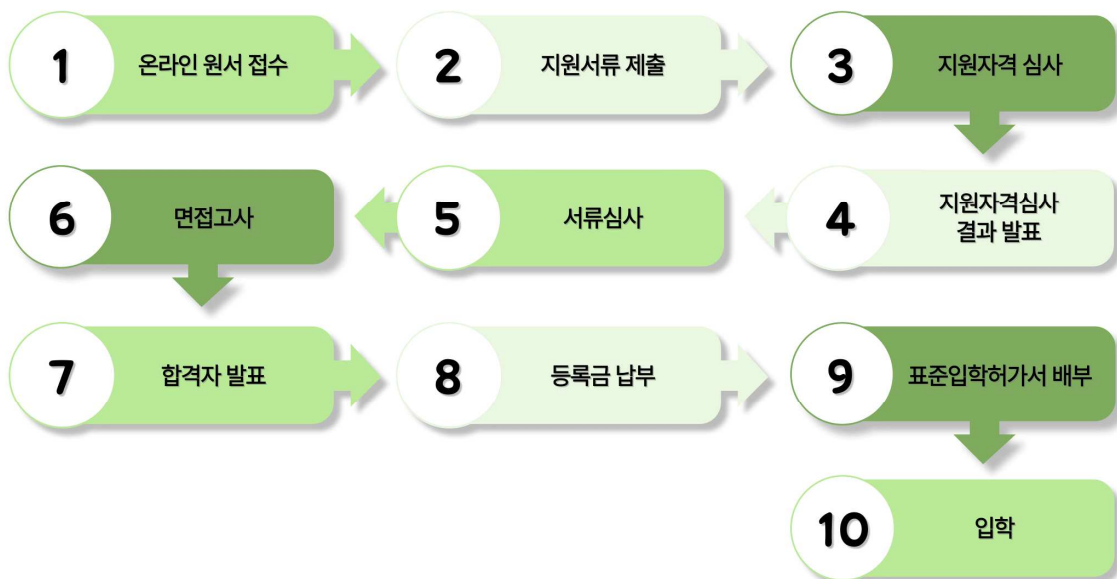 1 온라인 원서 접수
2 지원서류 제출
3 지원자격 심사
4 지원자격심사
결과 발표
5 서류심사
6 면접고사
7 합격자 발표
8 등록금 납부
9 표준입학허가서 배부
10 입학